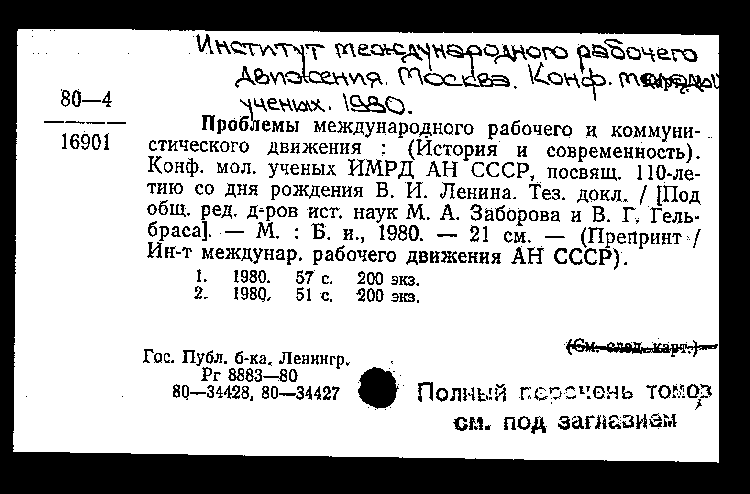 Институт международного рабочего
движения. Москва. Конф. молодых
ученых. 1980.
80—4
16901
Проблемы международного рабочего и коммуни-
стического движения : (История и современность).
Конф. мол. ученых ИМРД АН СССР, посвящ. 110-ле-
тию со дня рождения В. И. Ленина. Тез. докл. / [Под
общ. ред. д-ров ист. наук М. А. Заборова и В. Г. Гель-
браса]. — М. : Б. и., 1980. — 21 см. — (Препринт /
Ин-т междунар. рабочего движения АН СССР).
1. 1980. 57 с. 200 экз.
2. 1980. 51 с. 200 экз.
(См. след. карт.)
Гос. Публ. б-ка. Ленингр.
Рг 8883—80
80—34428, 80—34427
Полный перечень томов
см. под заглавием